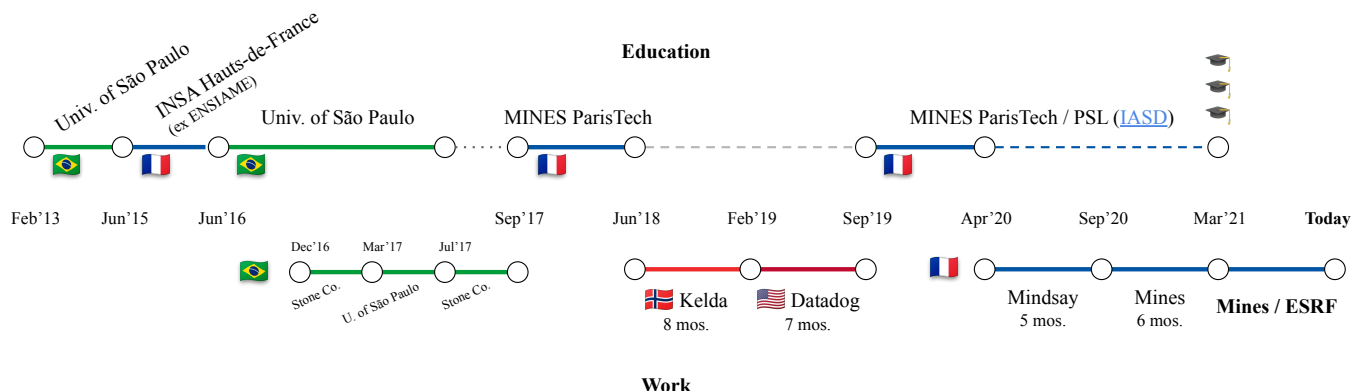 Education
Univ. of São Paulo
INSA Hauts-de-France
(ex ENSIAME)
Univ. of São Paulo
MINES ParisTech
MINES ParisTech / PSL (IASD)
Feb’13
Jun’15
Jun’16
Sep’17
Jun’18
Feb’19
Sep’19
Apr’20
Sep’20
Mar’21
Today
Dec’16
Mar’17
Jul’17
Stone Co.
U. of São Paulo
Stone Co.
Kelda
8 mos.
Datadog
7 mos.
Mindsay
5 mos.
Mines
6 mos.
Mines / ESRF
Work